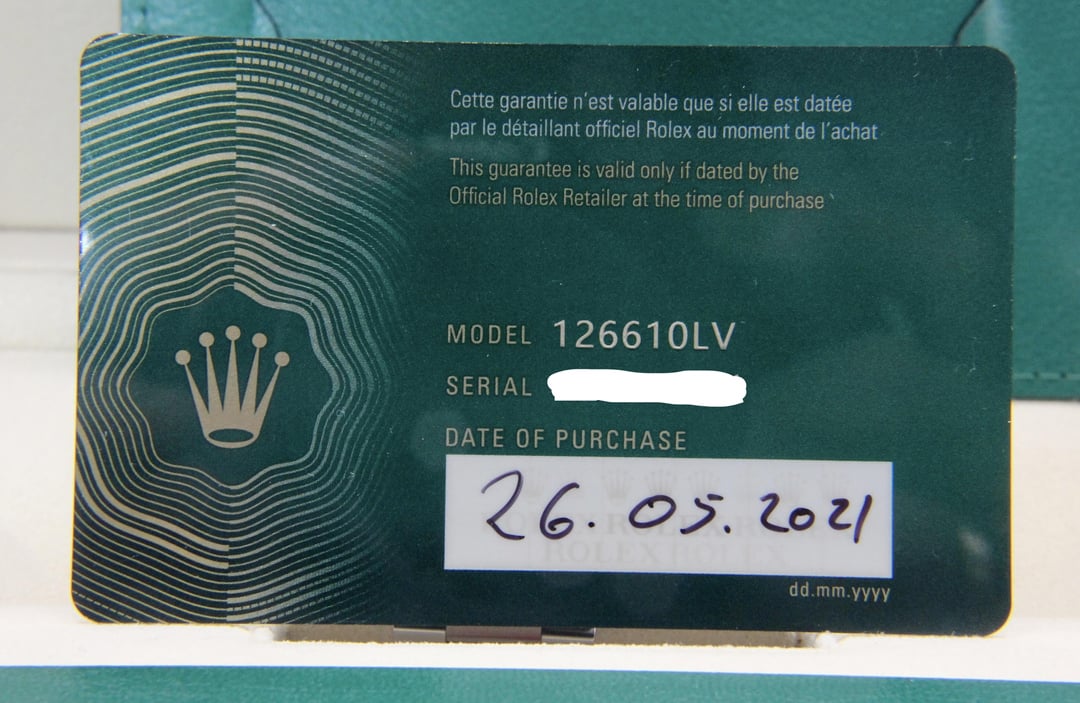 Cette garantie n'est valable que si elle est datée
par le détaillant officiel Rolex au moment de l'achat
This guarantee is valid only if dated by the
Official Rolex Retailer at the time of purchase
MODEL 126610LV
SERIAL
DATE OF PURCHASE
26.05.2021
ROLEX ROLEX
dd.mm.yyyy